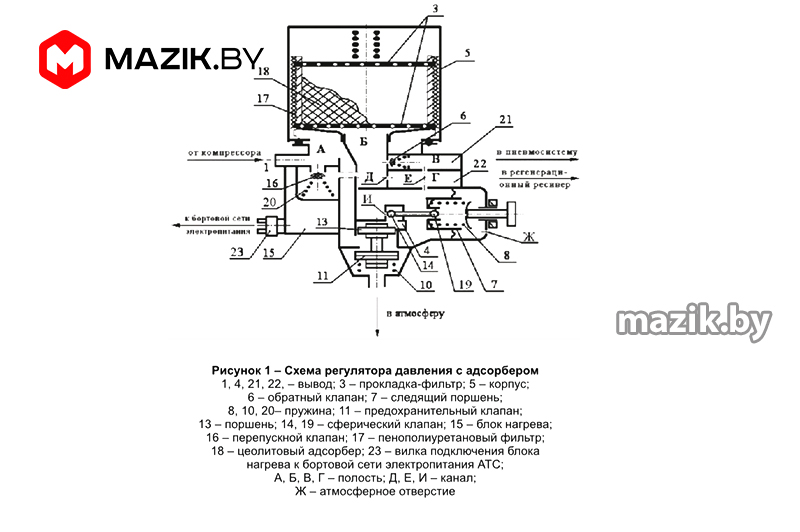 3
MAZIK.BY
5
18
17
6
А
Б
21
от компрессора
1
В
в пневмосистему
22
Д
Е
Г
в регенераци-
онный ресивер
16
20
И
к бортовой сети
электропитания
13
Ж
23
15
4
8
11
14
10
19
7
в атмосферу
mazik.by
Рисунок 1 – Схема регулятора давления с адсорбером
1, 4, 21, 22, – вывод; 3 – прокладка-фильтр; 5 – корпус;
6 – обратный клапан; 7 – следящий поршень;
8, 10, 20– пружина; 11 – предохранительный клапан;
13 – поршень; 14, 19 – сферический клапан; 15 – блок нагрева;
16 – перепускной клапан; 17 – пенополиуретановый фильтр;
18 – цеолитовый адсорбер; 23 – вилка подключения блока
нагрева к бортовой сети электропитания АТС;
А, Б, В, Г – полость; Д, Е, И – канал;
Ж – атмосферное отверстие